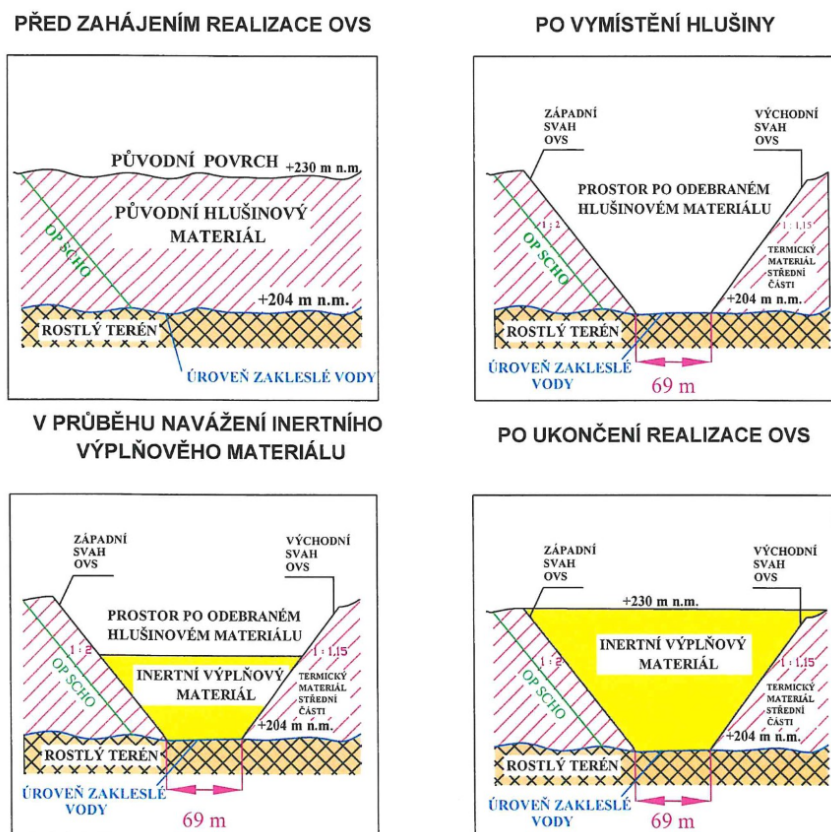 PŘED ZAHÁJENÍM REALIZACE OVS
PŮVODNÍ POVRCH
+230 m n.m.
PŮVODNÍ HLUŠINOVÝ
MATERIÁL
OP SCHO
+204 m n.m.
ROSTLÝ TERÉN
ÚROVEŇ ZAKLESLÉ VODY
PO VYMÍSTĚNÍ HLUŠINY
ZÁPADNÍ
SVAH
OVS
VÝCHODNÍ
SVAH
OVS
PROSTOR PO ODEBRANÉM
HLUŠINOVÉM MATERIÁLU
1 : 2
1 : 1,15
OP SCHO
TERMICKÝ
MATERIÁL
STŘEDNÍ
ČÁSTI
+204 m n.m.
ROSTLÝ TERÉN
ÚROVEŇ ZAKLESLÉ
VODY
69 m
V PRŮBĚHU NAVÁŽENÍ INERTNÍHO
VÝPLŇOVĚHO MATERIÁLU
ZÁPADNÍ
SVAH
OVS
VÝCHODNÍ
SVAH
OVS
PROSTOR PO ODEBRANÉM
HLUŠINOVÉM MATERIÁLU
1 : 2
1 : 1,15
INERTNÍ VÝPLŇOVÝ
MATERIÁL
OP SCHO
TERMICKÝ
MATERIÁL
STŘEDNÍ
ČÁSTI
+204 m n.m.
ROSTLÝ TERÉN
ÚROVEŇ ZAKLESLÉ
VODY
69 m
PO UKONČENÍ REALIZACE OVS
ZÁPADNÍ
SVAH
OVS
VÝCHODNÍ
SVAH
OVS
+230 m n.m.
INERTNÍ VÝPLŇOVÝ
MATERIÁL
1 : 2
1 : 1,15
OP SCHO
TERMICKÝ
MATERIÁL
STŘEDNÍ
ČÁSTI
+204 m n.m.
ROSTLÝ TERÉN
ÚROVEŇ ZAKLESLÉ
VODY
69 m